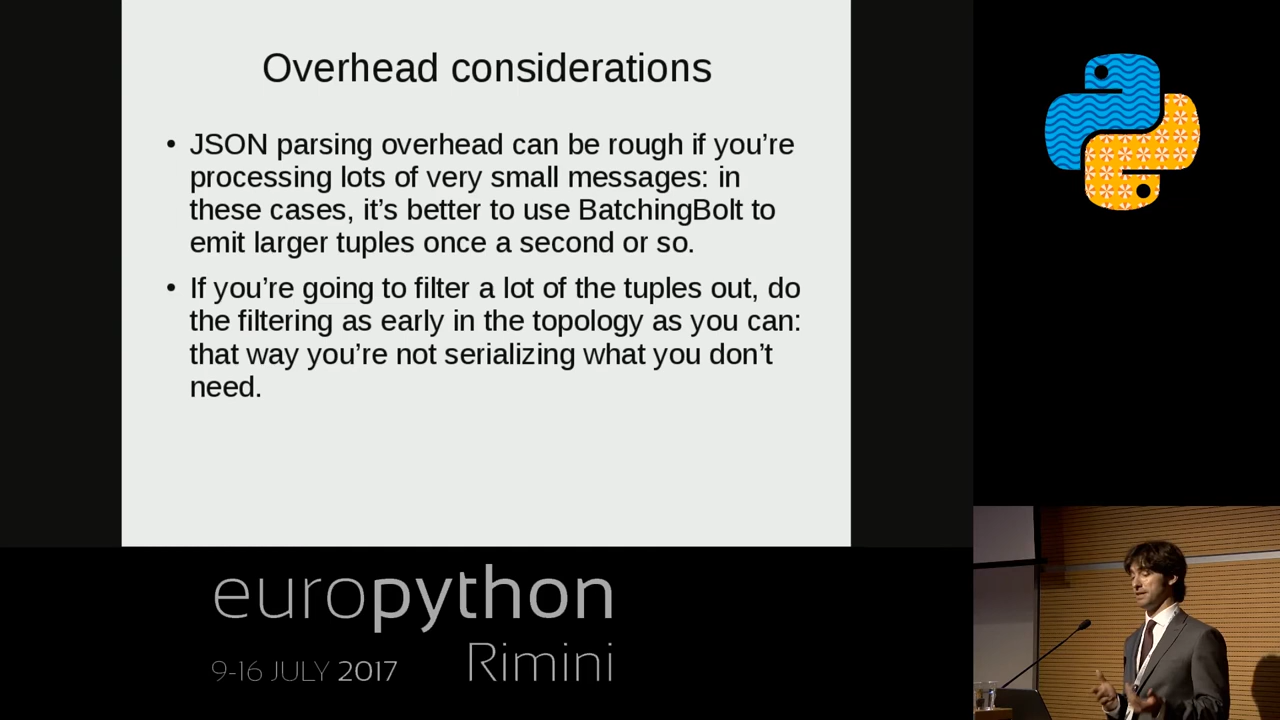 Overhead considerations
• JSON parsing overhead can be rough if you’re
processing lots of very small messages: in
these cases, it’s better to use BatchingBolt to
emit larger tuples once a second or so.
• If you’re going to filter a lot of the tuples out, do
the filtering as early in the topology as you can:
that way you’re not serializing what you don’t
need.
europython
9-16 JULY 2017 Rimini